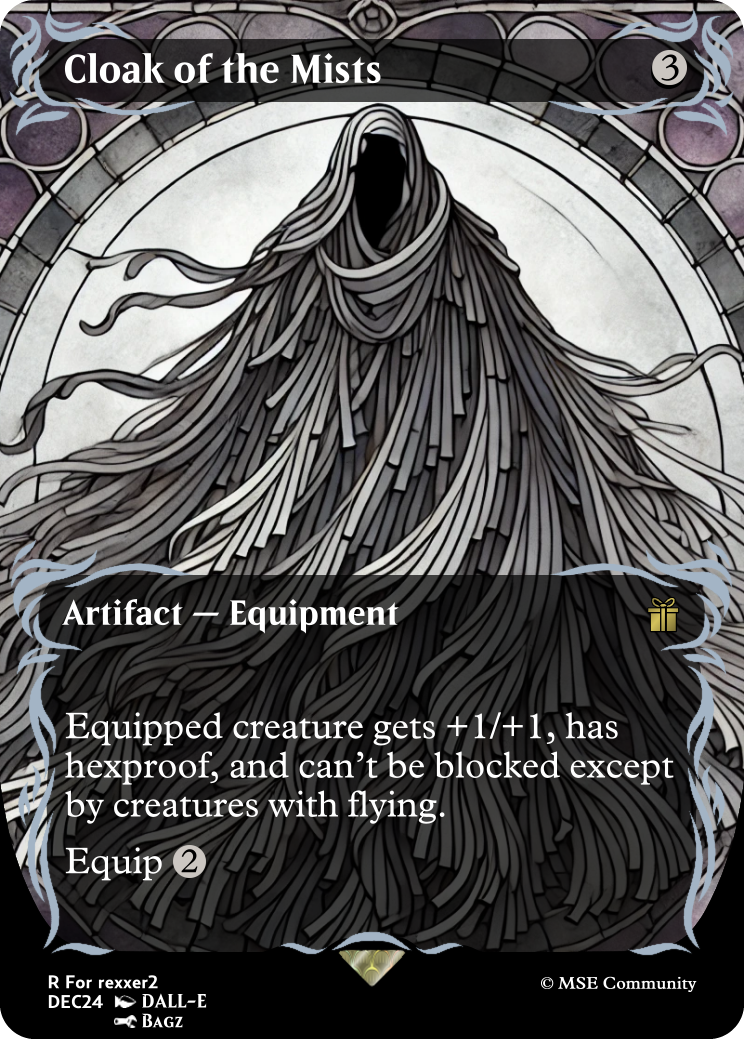 Cloak of the Mists 3
Artifact — Equipment
Equipped creature gets +1/+1, has
hexproof, and can't be blocked except
by creatures with flying.
Equip 2
R For rexxer2
DEC24 DALL-E
Bagz
© MSE Community